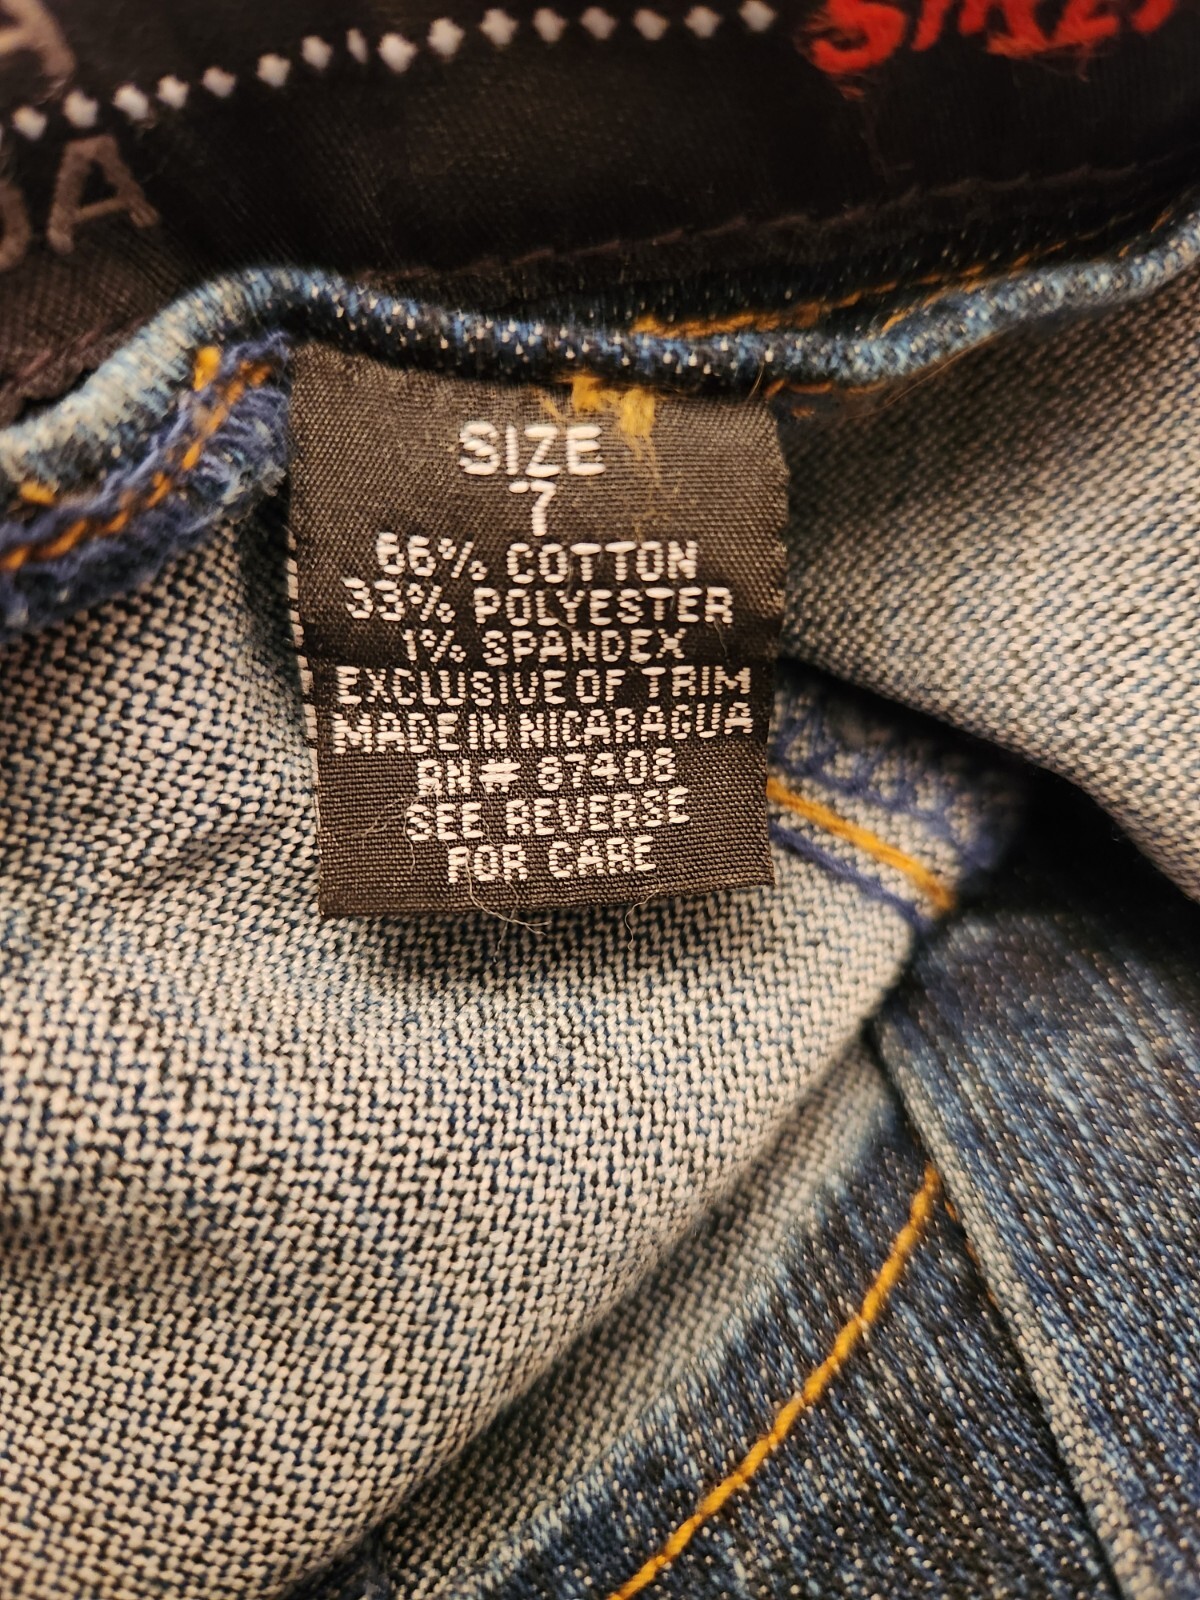 SIZE
7
66% COTTON
33% POLYESTER
1% SPANDEX
EXCLUSIVE OF TRIM
MADE IN NICARAGUA
RN# 87408
SEE REVERSE
FOR CARE